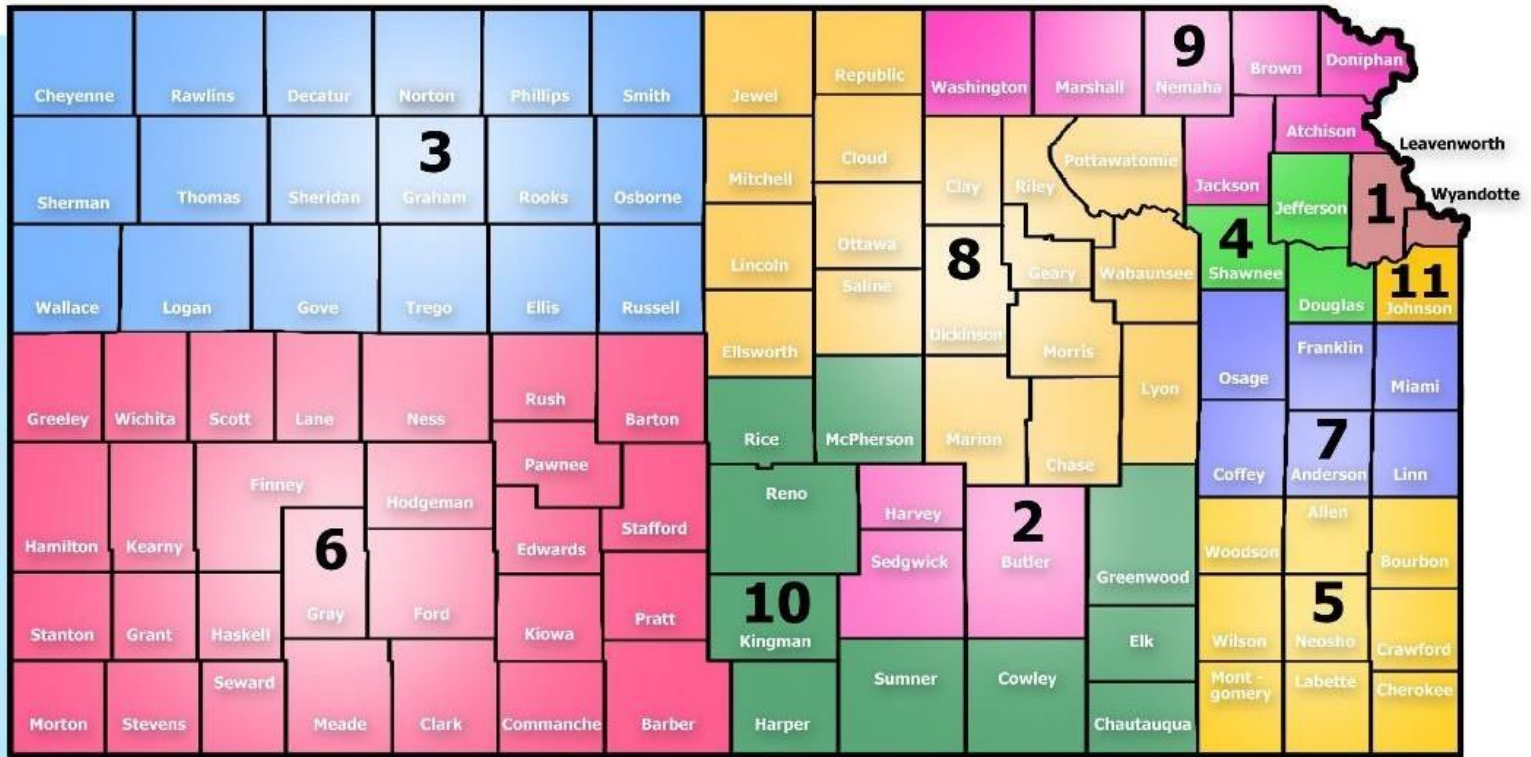 Cheyenne
Rawlins
Decatur
Norton
Phillips
Smith
Jewel
Republic
Washington
Marshall
9
Nemaha
Brown
Doniphan
Sherman
Thomas
Sheridan
3
Graham
Rooks
Osborne
Mitchell
Cloud
Clay
Riley
Pottawatomie
Jackson
Atchison
Leavenworth
Wyandotte
Jefferson
1
Wallace
Logan
Gove
Trego
Ellis
Russell
Lincoln
Ottawa
Saline
8
Dickinson
Geary
Wabaunsee
4
Shawnee
Douglas
11
Johnson
Ellsworth
Morris
Lyon
Osage
Franklin
Miami
Greeley
Wichita
Scott
Lane
Ness
Rush
Barton
Rice
McPherson
Marion
Chase
Coffey
7
Anderson
Linn
Hamilton
Kearny
Finney
Hodgeman
Pawnee
Edwards
Stafford
Reno
Harvey
Sedgwick
2
Butler
Greenwood
Woodson
Allen
Bourbon
Stanton
Grant
Haskell
6
Gray
Ford
Kiowa
Pratt
10
Kingman
Elk
Wilson
5
Neosho
Crawford
Morton
Stevens
Seward
Meade
Clark
Commanche
Barber
Harper
Sumner
Cowley
Chautauqua
Mont -
gomery
Labette
Cherokee